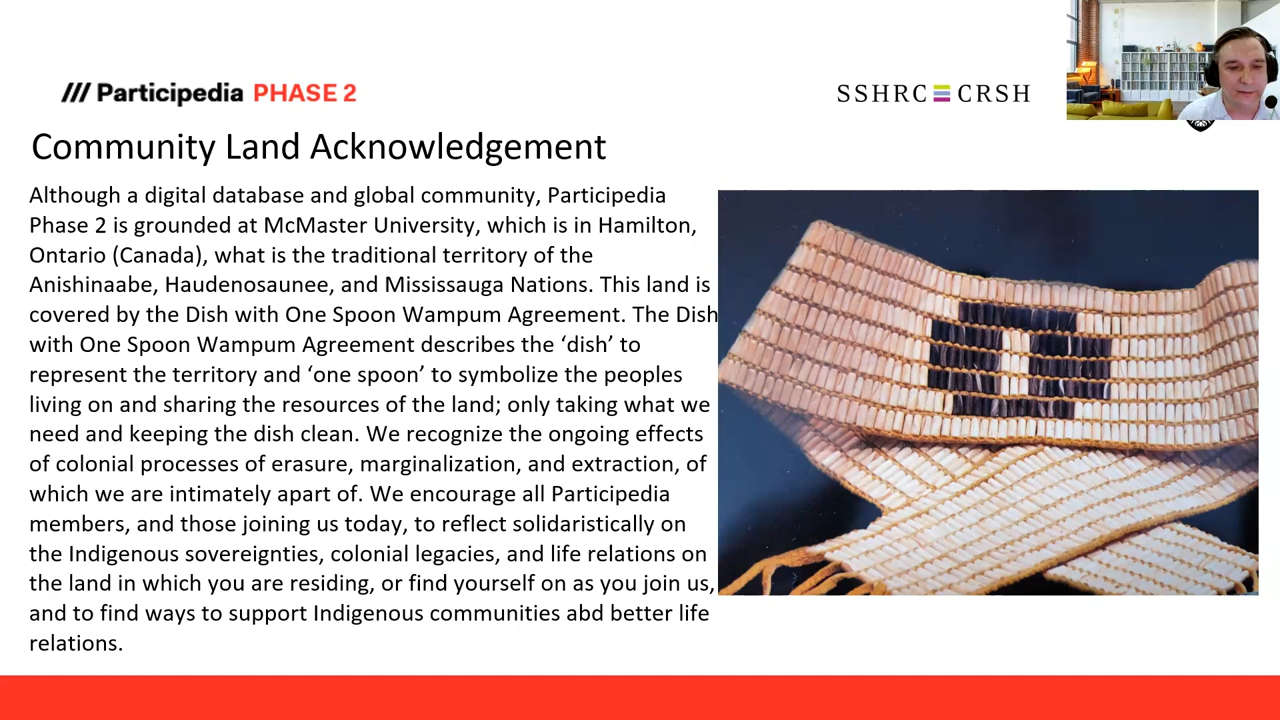 /// Participedia PHASE 2
SSHRC CRSH
Community Land Acknowledgement
Although a digital database and global community, Participedia
Phase 2 is grounded at McMaster University, which is in Hamilton,
Ontario (Canada), what is the traditional territory of the
Anishinaabe, Haudenosaunee, and Mississauga Nations. This land is
covered by the Dish with One Spoon Wampum Agreement. The Dish
with One Spoon Wampum Agreement describes the ‘dish’ to
represent the territory and ‘one spoon’ to symbolize the peoples
living on and sharing the resources of the land; only taking what we
need and keeping the dish clean. We recognize the ongoing effects
of colonial processes of erasure, marginalization, and extraction, of
which we are intimately apart of. We encourage all Participedia
members, and those joining us today, to reflect solidaristically on
the Indigenous sovereignties, colonial legacies, and life relations on
the land in which you are residing, or find yourself on as you join us,
and to find ways to support Indigenous communities abd better life
relations.